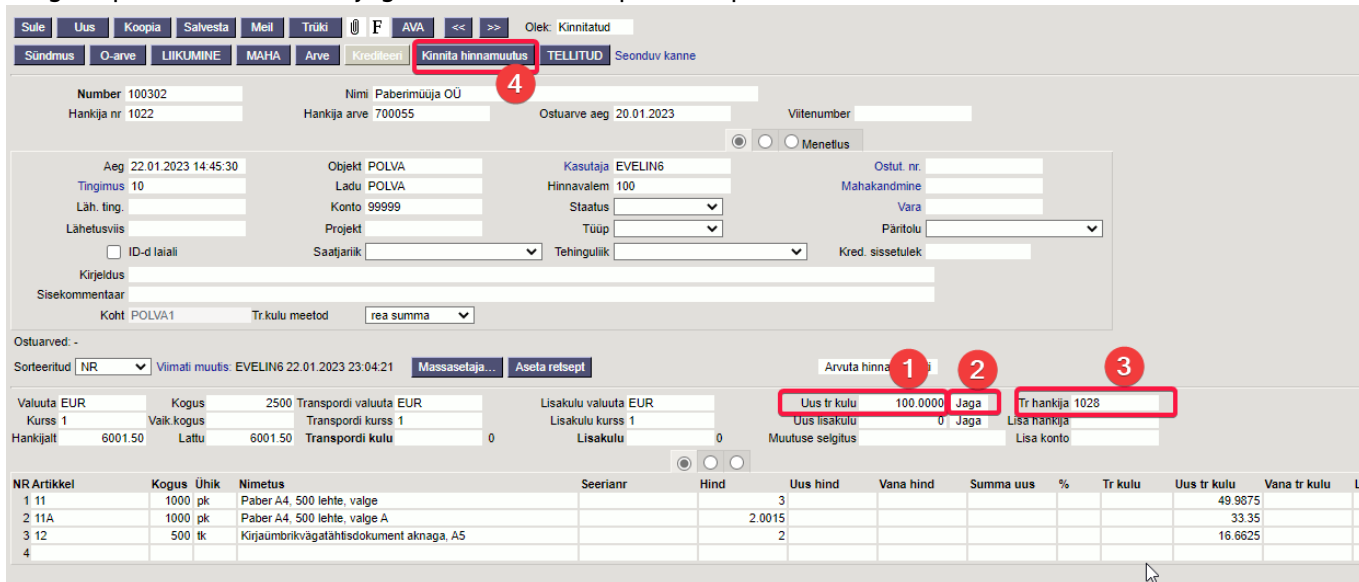 Sule Uus Koopia Salvesta Meil Trüki F AVA << >> Olek: Kinnitatud
Sündmus O-arve LIIKUMINE MAHA Arve Krediteeri Kinnita hinnamuutus TELLITUD Seonduv kanne
4
Number 100302 Nimi Paberimüüja OÜ
Hankija nr 1022 Hankija arve 700055 Ostuarve aeg 20.01.2023 Viitenumber
Menetlus
Aeg 22.01.2023 14:45:30 Objekt POLVA Kasutaja EVELIN6 Ostut. nr.
Tingimus 10 Ladu POLVA Hinnavalem 100 Mahakandmine
Läh. ting. Konto 99999 Staatus Vara
Lähetusviis Projekt Tüüp Päritolu
ID-d laiali Saatjariik Tehinguliik Kred. sissetulek
Kirjeldus
Sisekommentaar
Koht POLVA1 Tr.kulu meetod rea summa
Ostuarved: -
Sorteeritud NR Viimati muutis: EVELIN6 22.01.2023 23:04:21 Massasetaja... Aseta retsept Arvuta
1 2 3
Valuuta EUR Kogus 2500 Transpordi valuuta EUR Lisakulu valuuta EUR Uus tr kulu 100.0000 Jaga Tr hankija 1028
Kurss 1 Vaik.kogus Transpordi kurss 1 Lisakulu kurss 1 Uus lisakulu 0 Jaga Lisa hankija
Hankijalt 6001.50 Lattu 6001.50 Transpordi kulu 0 Lisakulu 0 Muutuse selgitus Lisa konto
NR Artikkel Kogus Ühik Nimetus Seerianr Hind Uus hind Vana hind Summa uus % Tr kulu Uus tr kulu Vana tr kulu
1 11 1000 pk Paber A4, 500 lehte, valge 3 49.9875
2 11A 1000 pk Paber A4, 500 lehte, valge A 2.0015 33.35
3 12 500 tk Kirjaümbrikvägatähtisdokument aknaga, A5 2 16.6625
4